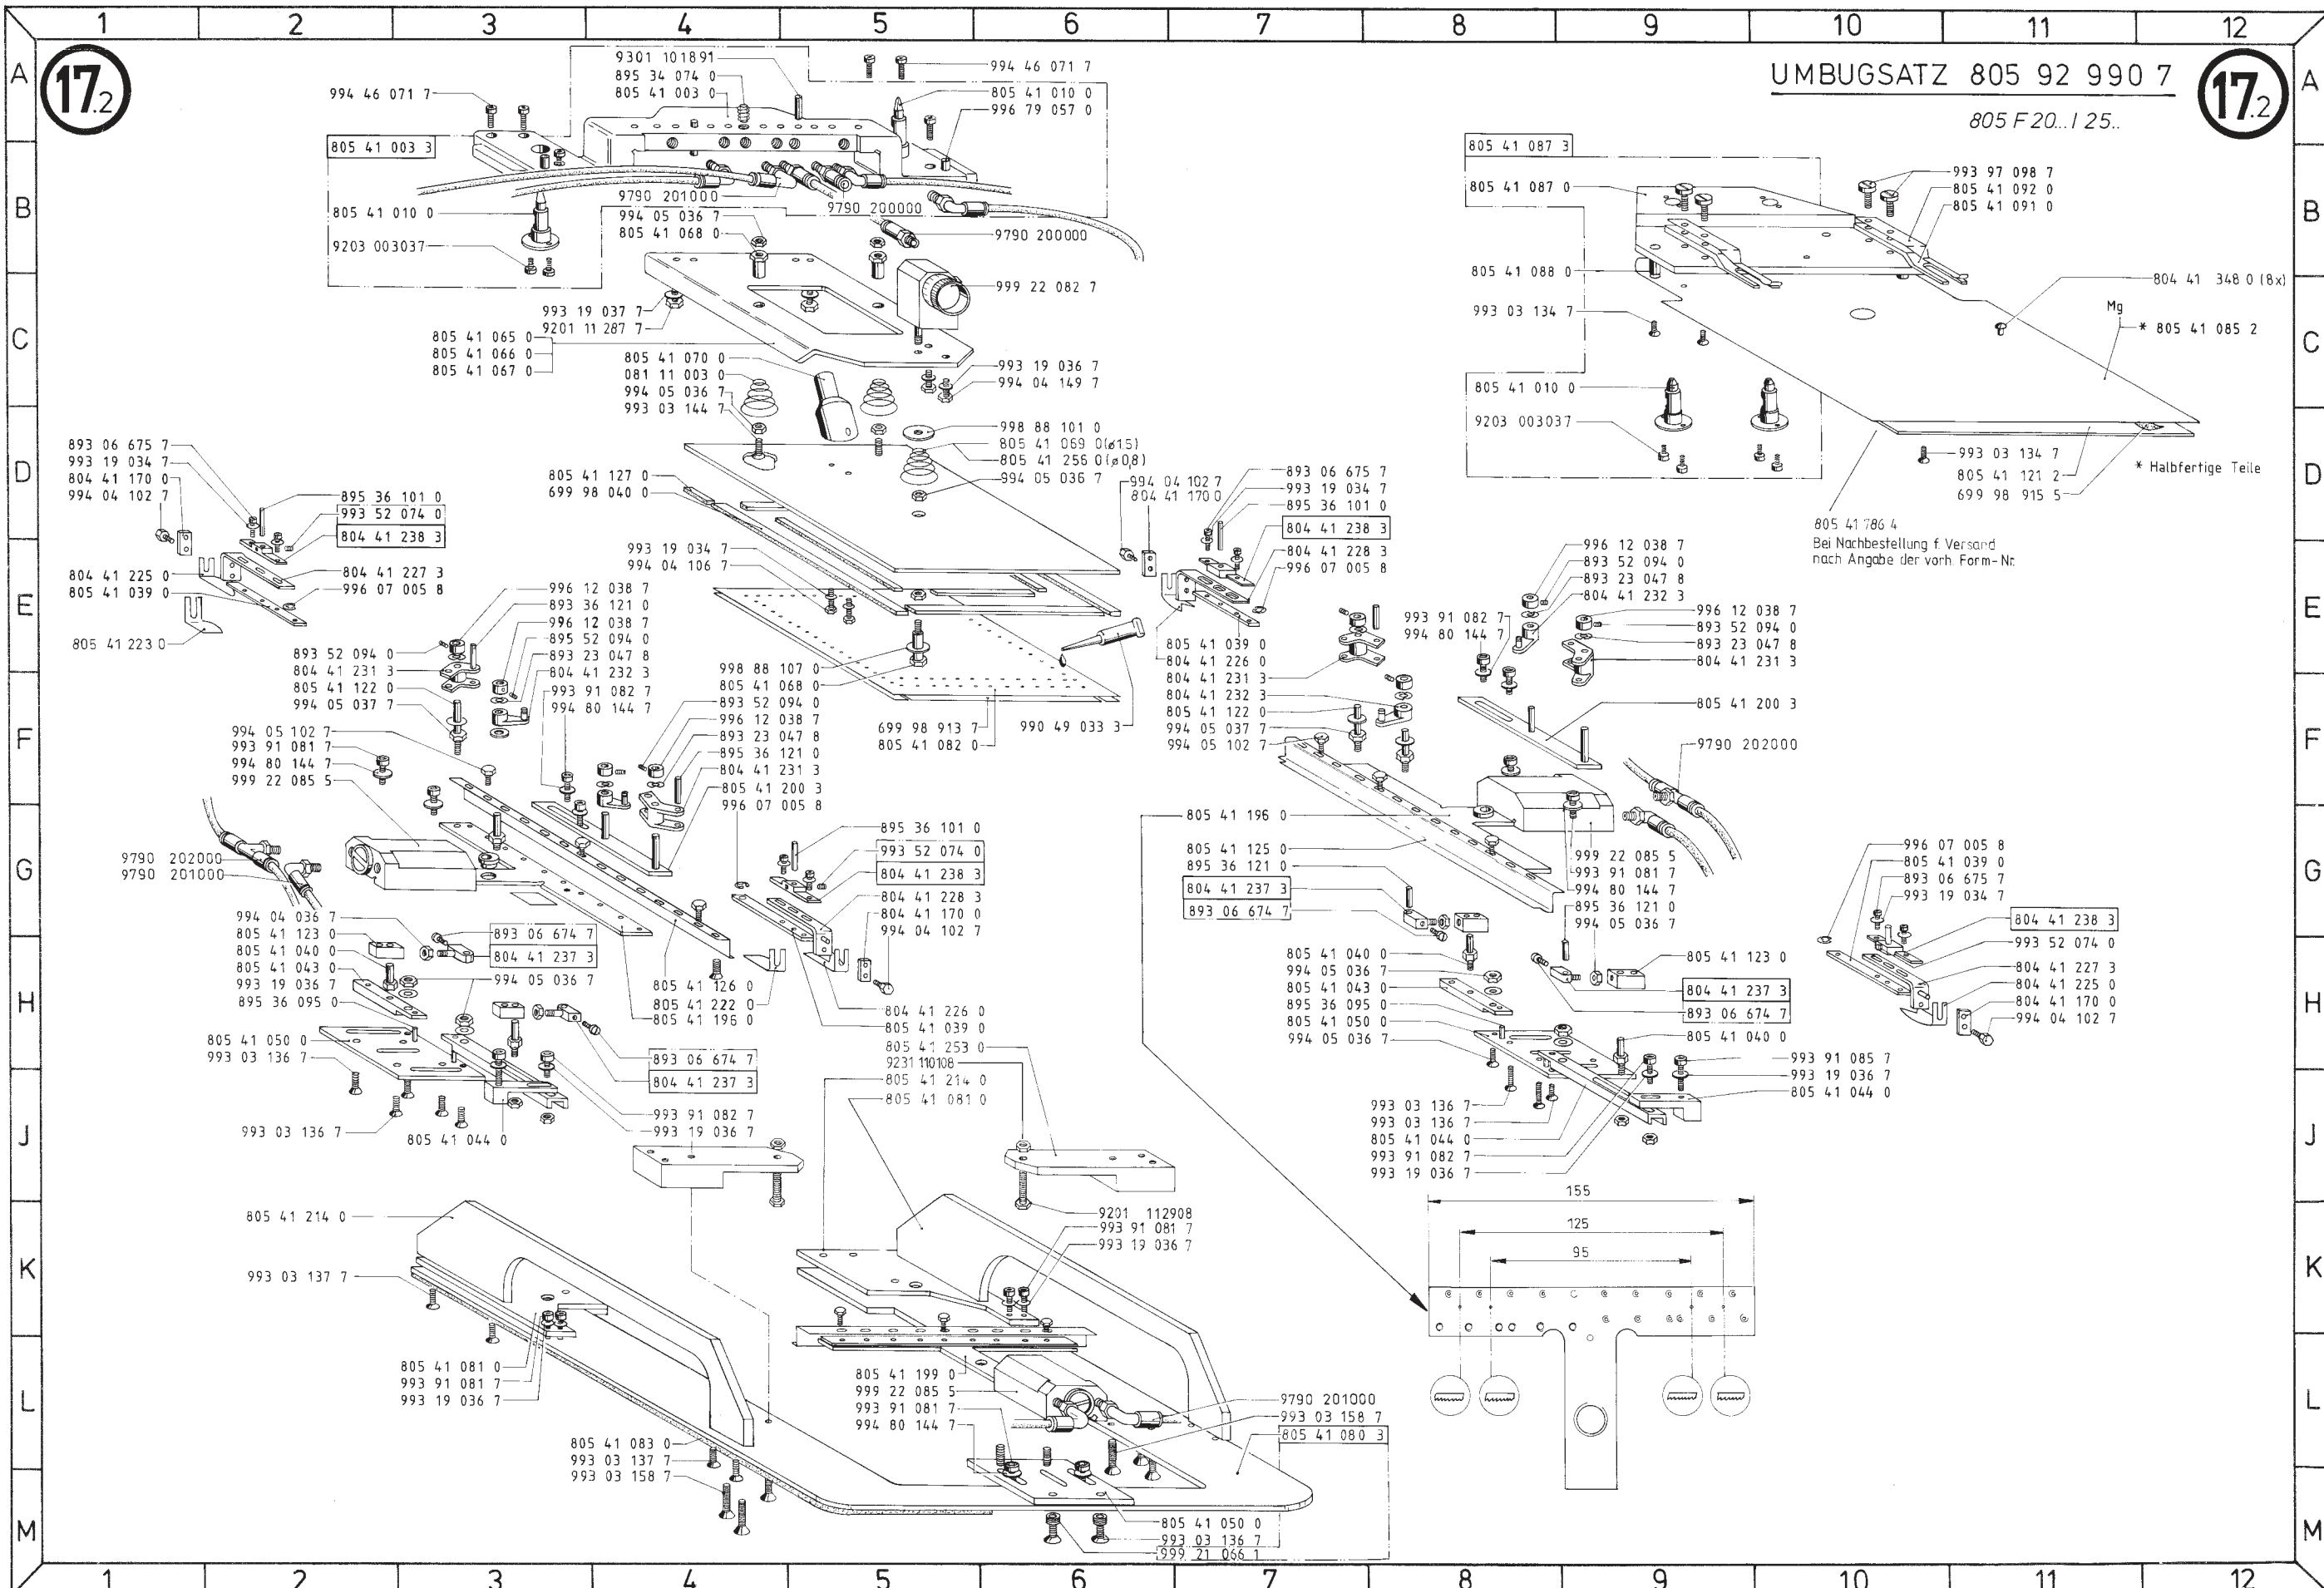 1 2 3 4 5 6 7 8 9 10 11 12
A
17.2
UMBUGSATZ 805 92 990 7
17.2
A
805 F 20...1 25..
994 46 071 7
9301 101891
895 34 074 0
805 41 003 0
994 46 071 7
805 41 010 0
996 79 057 0
805 41 003 3
B
805 41 010 0
9203 003037
9790 201000
9790 200000
994 05 036 7
805 41 068 0
9790 200000
999 22 082 7
805 41 087 3
805 41 087 0
993 97 098 7
805 41 092 0
805 41 091 0
B
805 41 088 0
804 41 348 0 (8x)
C
993 19 037 7
9201 11 287 7
805 41 065 0
805 41 066 0
805 41 067 0
805 41 070 0
081 11 003 0
994 05 036 7
993 03 144 7
993 19 036 7
994 04 149 7
993 03 134 7
Mg
* 805 41 085 2
C
805 41 010 0
9203 003037
D
893 06 675 7
993 19 034 7
804 41 170 0
994 04 102 7
895 36 101 0
993 52 074 0
804 41 238 3
998 88 101 0
805 41 069 0 (ø1,5)
805 41 256 0 (ø0,8)
994 05 036 7
805 41 127 0
699 98 040 0
994 04 102 7
804 41 170 0
893 06 675 7
993 19 034 7
895 36 101 0
804 41 238 3
993 03 134 7
805 41 121 2
699 98 915 5
* Halbfertige Teile
D
805 41 786 4
Bei Nachbestellung f. Versand
nach Angabe der vorh. Form-Nr.
E
804 41 225 0
805 41 039 0
805 41 223 0
804 41 227 3
996 07 005 8
993 19 034 7
994 04 106 7
804 41 228 3
996 07 005 8
996 12 038 7
893 52 094 0
893 23 047 8
804 41 232 3
E
996 12 038 7
893 36 121 0
996 12 038 7
895 52 094 0
893 23 047 8
804 41 232 3
993 91 082 7
994 80 144 7
893 52 094 0
804 41 231 3
805 41 122 0
994 05 037 7
998 88 107 0
805 41 068 0
805 41 039 0
804 41 226 0
804 41 231 3
804 41 232 3
805 41 122 0
994 05 037 7
994 05 102 7
993 91 082 7
994 80 144 7
996 12 038 7
893 52 094 0
893 23 047 8
804 41 231 3
F
994 05 102 7
993 91 081 7
994 80 144 7
999 22 085 5
893 52 094 0
996 12 038 7
893 23 047 8
895 36 121 0
804 41 231 3
805 41 200 3
996 07 005 8
699 98 913 7
805 41 082 0
990 49 033 3
805 41 200 3
9790 202000
F
G
9790 202000
9790 201000
895 36 101 0
993 52 074 0
804 41 238 3
804 41 228 3
804 41 170 0
994 04 102 7
805 41 196 0
805 41 125 0
895 36 121 0
804 41 237 3
893 06 674 7
999 22 085 5
993 91 081 7
994 80 144 7
895 36 121 0
994 05 036 7
996 07 005 8
805 41 039 0
893 06 675 7
993 19 034 7
804 41 238 3
993 52 074 0
G
994 04 036 7
805 41 123 0
805 41 040 0
805 41 043 0
993 19 036 7
895 36 095 0
893 06 674 7
804 41 237 3
994 05 036 7
H
805 41 050 0
993 03 136 7
805 41 126 0
805 41 222 0
805 41 196 0
804 41 226 0
805 41 039 0
805 41 040 0
994 05 036 7
805 41 043 0
895 36 095 0
805 41 050 0
994 05 036 7
805 41 123 0
804 41 237 3
893 06 674 7
805 41 040 0
804 41 227 3
804 41 225 0
804 41 170 0
994 04 102 7
H
893 06 674 7
804 41 237 3
805 41 253 0
9231 110108
805 41 214 0
805 41 081 0
993 91 085 7
993 19 036 7
805 41 044 0
J
993 03 136 7
805 41 044 0
993 91 082 7
993 19 036 7
993 03 136 7
993 03 136 7
805 41 044 0
993 91 082 7
993 19 036 7
J
K
805 41 214 0
993 03 137 7
9201 112908
993 91 081 7
993 19 036 7
155
125
95
K
L
805 41 081 0
993 91 081 7
993 19 036 7
805 41 083 0
993 03 137 7
993 03 158 7
805 41 199 0
999 22 085 5
993 91 081 7
994 80 144 7
9790 201000
993 03 158 7
805 41 080 3
L
M
805 41 050 0
993 03 136 7
999 21 066 1
M
1 2 3 4 5 6 7 8 9 10 11 12